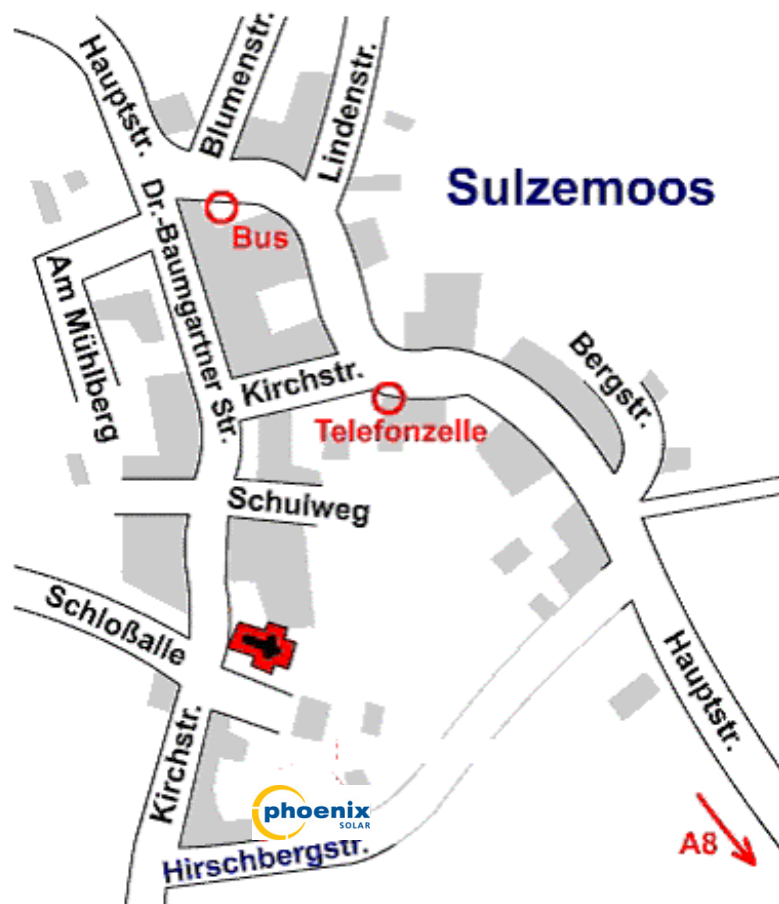 Hauptstr.
Blumenstr.
Lindenstr.
Sulzemoos
Dr.-Baumgartner Str.
Bus
Am Mühlberg
Kirchstr.
Bergstr.
Telefonzelle
Schulweg
Schloßalle
Hauptstr.
Kirchstr.
phoenix
SOLAR
A8
Hirschbergstr.